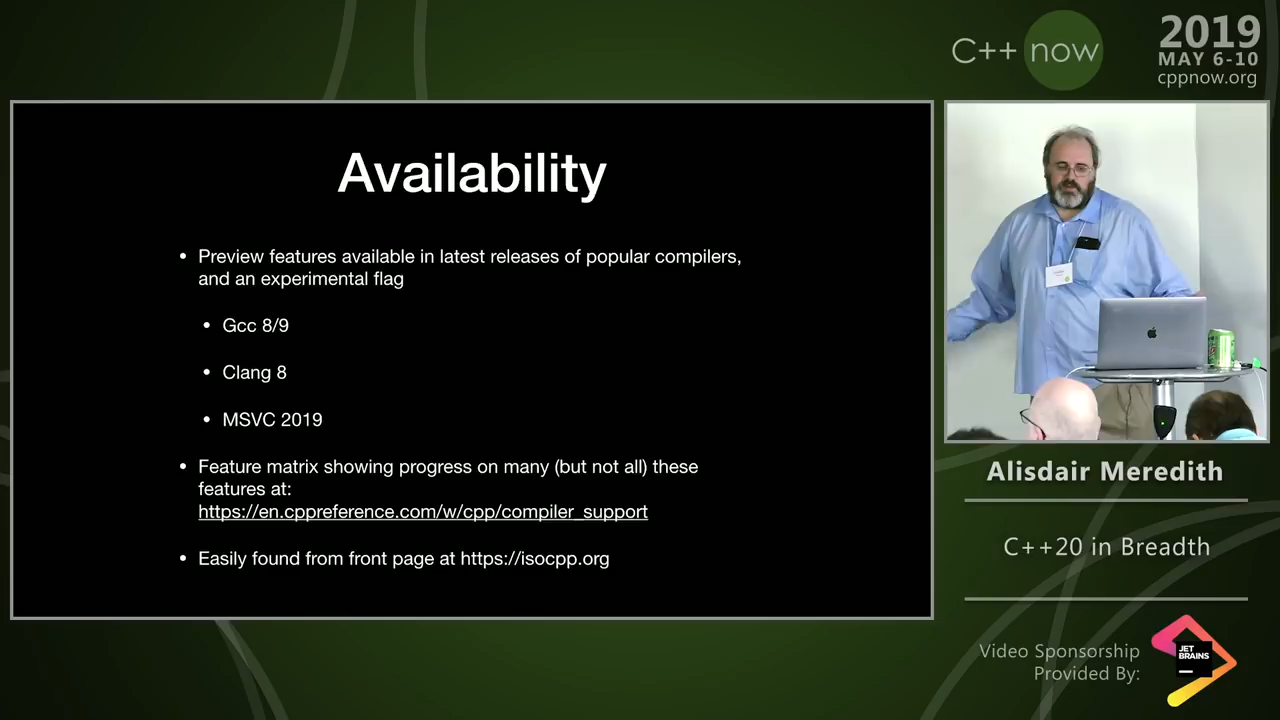 C++ now
2019
MAY 6-10
cppnow.org
Availability
• Preview features available in latest releases of popular compilers,
and an experimental flag
• Gcc 8/9
• Clang 8
• MSVC 2019
• Feature matrix showing progress on many (but not all) these
features at:
https://en.cppreference.com/w/cpp/compiler_support
• Easily found from front page at https://isocpp.org
Alisdair Meredith
C++20 in Breadth
Video Sponsorship
Provided By:
JET
BRAINS